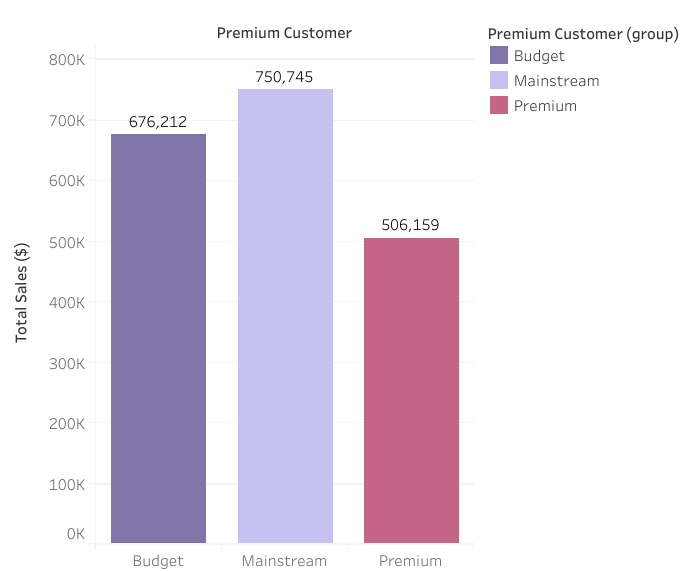 Premium Customer
Premium Customer (group)
Budget
Mainstream
Premium
Total Sales ($)
800K
700K
600K
500K
400K
300K
200K
100K
0K
676,212
750,745
506,159
Budget
Mainstream
Premium